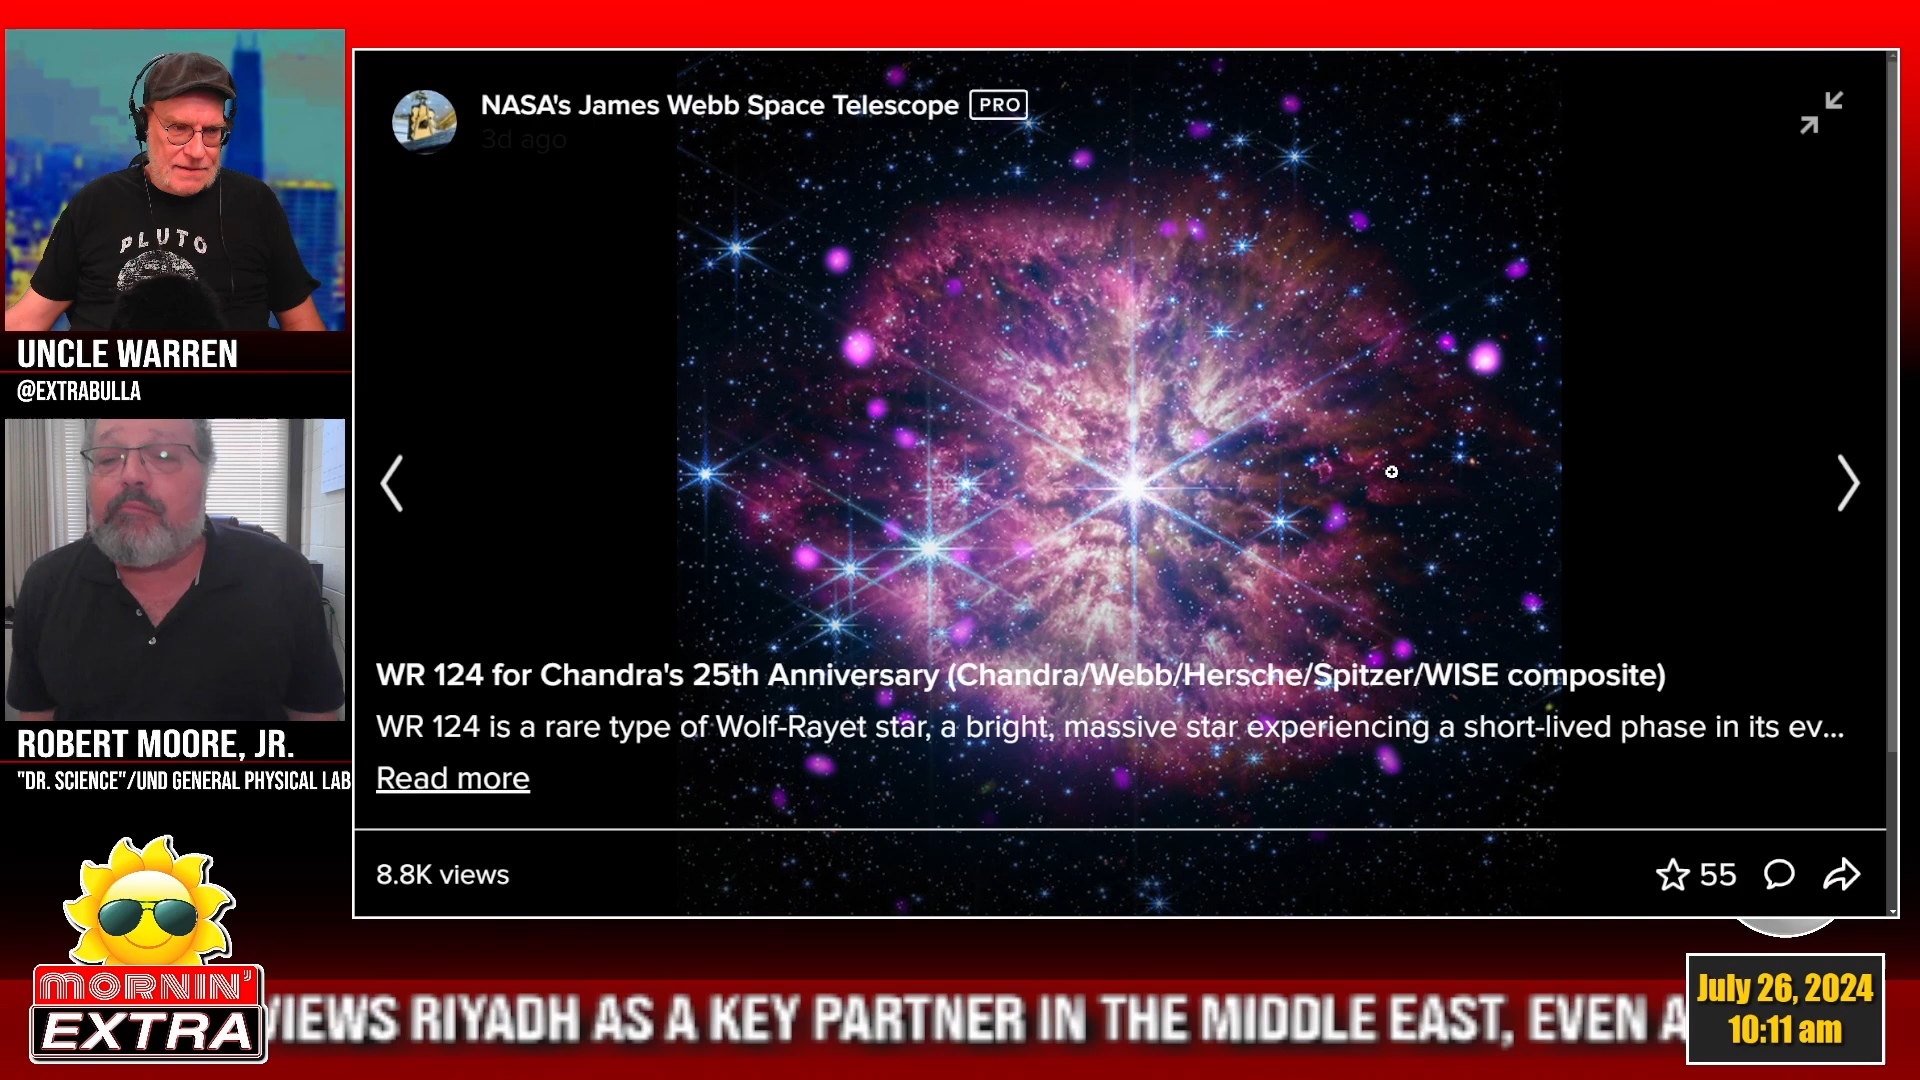 PLUTO
UNCLE WARREN
@EXTRABULLA
ROBERT MOORE, JR.
"DR. SCIENCE"/UND GENERAL PHYSICAL LAB
NASA's James Webb Space Telescope PRO
3d ago
WR 124 for Chandra's 25th Anniversary (Chandra/Webb/Hersche/Spitzer/WISE composite)
WR 124 is a rare type of Wolf-Rayet star, a bright, massive star experiencing a short-lived phase in its ev...
Read more
8.8K views
55
MORNIN'
EXTRA
VIEWS RIYADH AS A KEY PARTNER IN THE MIDDLE EAST, EVEN A
July 26, 2024
10:11 am